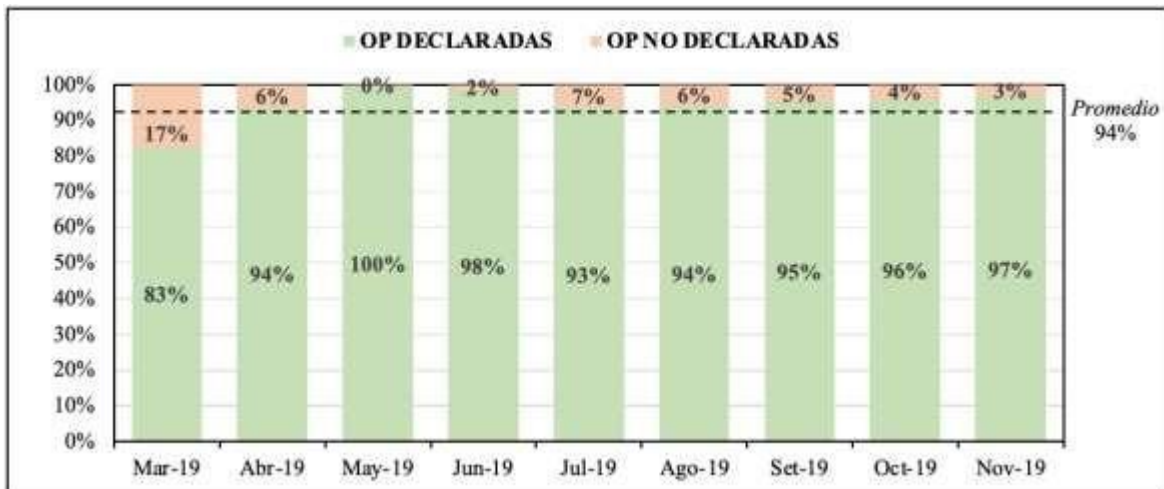 OP DECLARADAS OP NO DECLARADAS
100%
90%
80%
70%
60%
50%
40%
30%
20%
10%
0%
17% 6% 0% 2% 7% 6% 5% 4% 3%
83% 94% 100% 98% 93% 94% 95% 96% 97%
Promedio
94%
Mar-19 Abr-19 May-19 Jun-19 Jul-19 Ago-19 Set-19 Oct-19 Nov-19